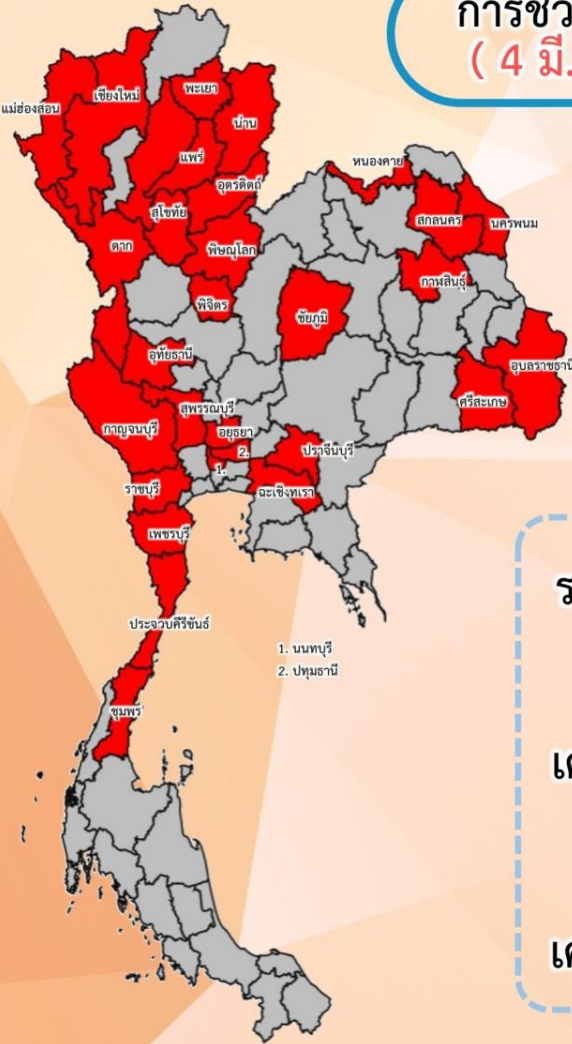 การช่ว
( 4 มี.
แม่ฮ่องสอน
เชียงใหม่
พะเยา
น่าน
แพร่
อุตรดิตถ์
สุโขทัย
ตาก
พิษณุโลก
พิจิตร
หนองคาย
สกลนคร
นครพนม
กาฬสินธุ์
ชัยภูมิ
อุทัยธานี
อุบลราชธานี
ศรีสะเกษ
สุพรรณบุรี
กาญจนบุรี
อยุธยา
2.
1.
ปราจีนบุรี
ราชบุรี
ฉะเชิงเทรา
เพชรบุรี
ประจวบคีรีขันธ์
1. นนทบุรี
2. ปทุมธานี
ชุมพร